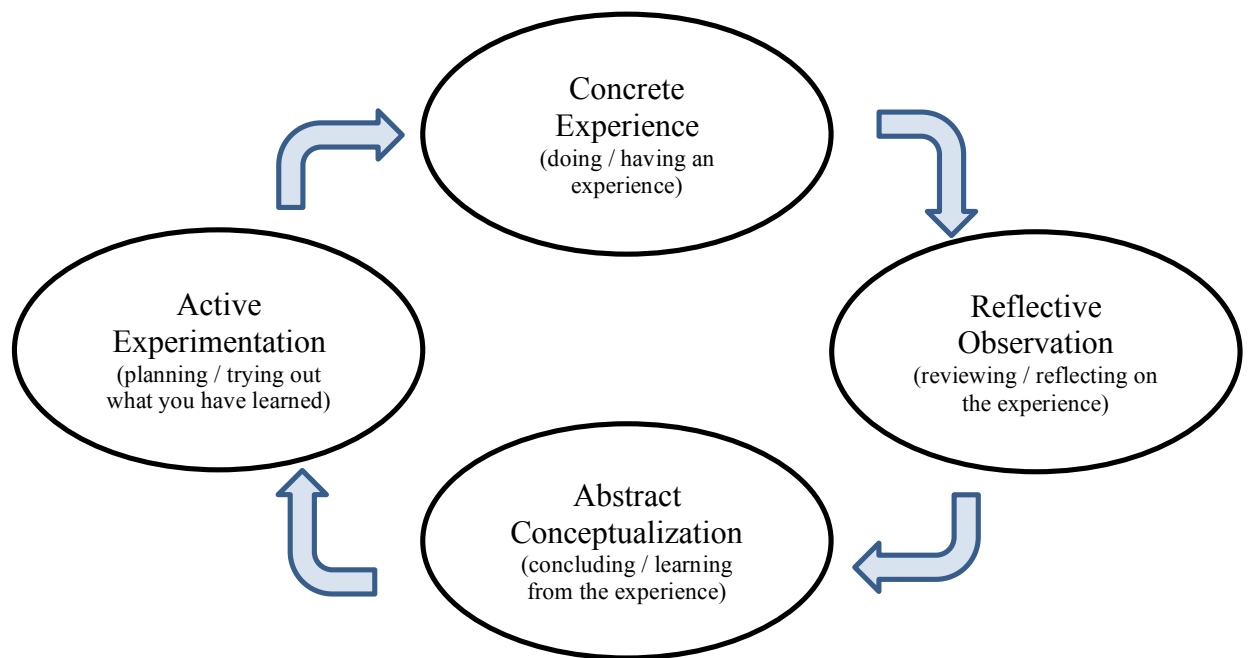 Concrete
Experience
(doing / having an
experience)
Reflective
Observation
(reviewing / reflecting on
the experience)
Abstract
Conceptualization
(concluding / learning
from the experience)
Active
Experimentation
(planning / trying out
what you have learned)